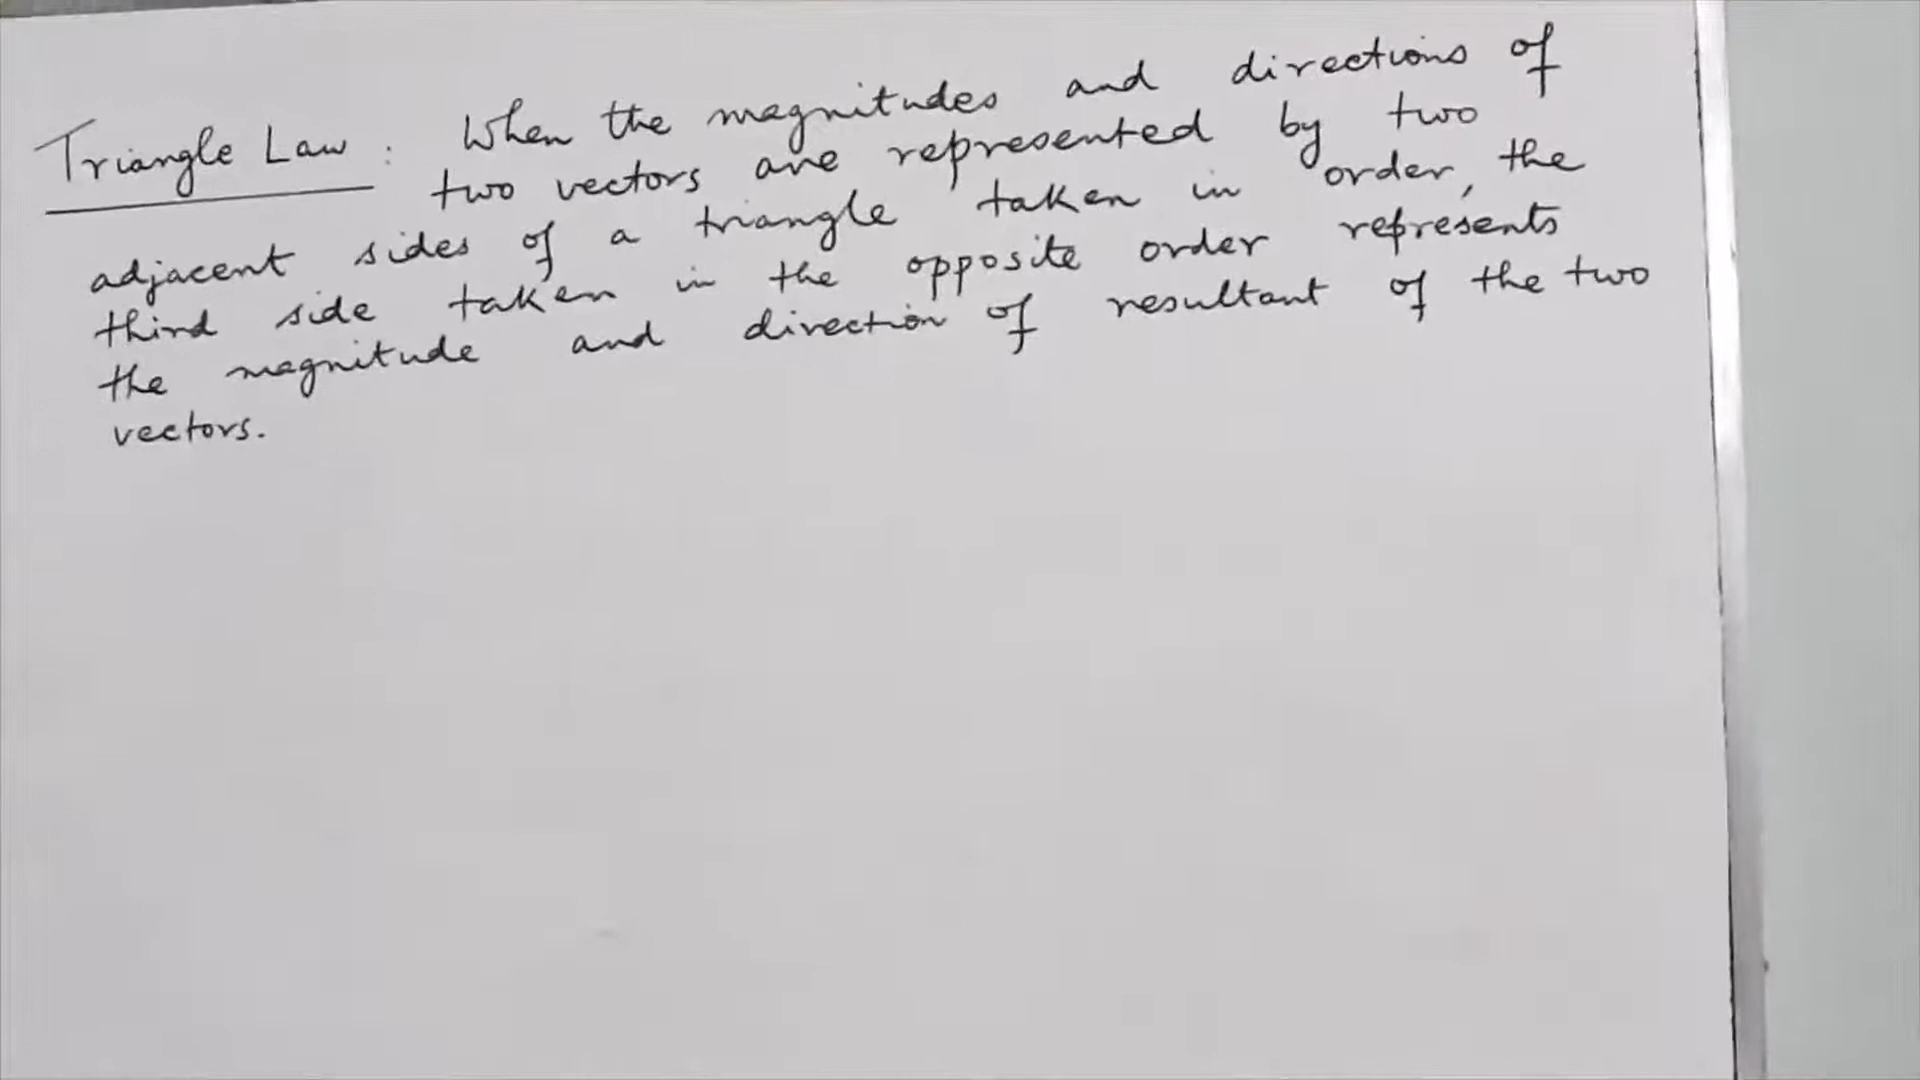 Triangle Law : When the magnitudes and directions of
two vectors are represented by two
adjacent sides of a triangle taken in order, the
third side taken in the opposite order represents
the magnitude and direction of resultant of the two
vectors.